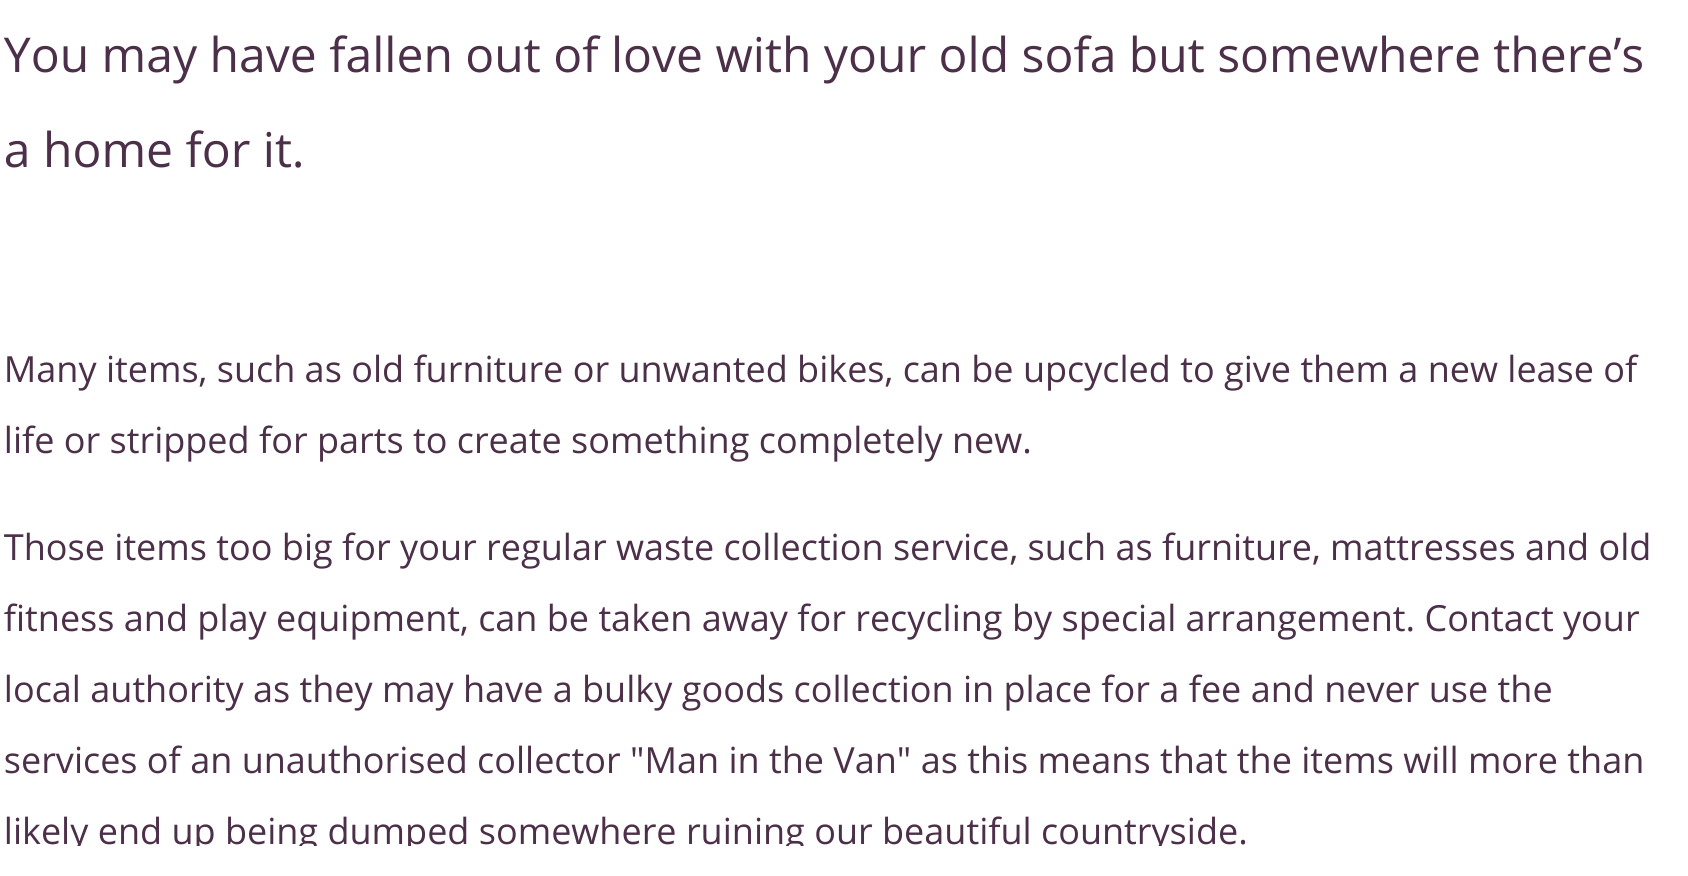 You may have fallen out of love with your old sofa but somewhere there’s
a home for it.
Many items, such as old furniture or unwanted bikes, can be upcycled to give them a new lease of
life or stripped for parts to create something completely new.
Those items too big for your regular waste collection service, such as furniture, mattresses and old
fitness and play equipment, can be taken away for recycling by special arrangement. Contact your
local authority as they may have a bulky goods collection in place for a fee and never use the
services of an unauthorised collector "Man in the Van" as this means that the items will more than
likely end up being dumped somewhere ruining our beautiful countryside.